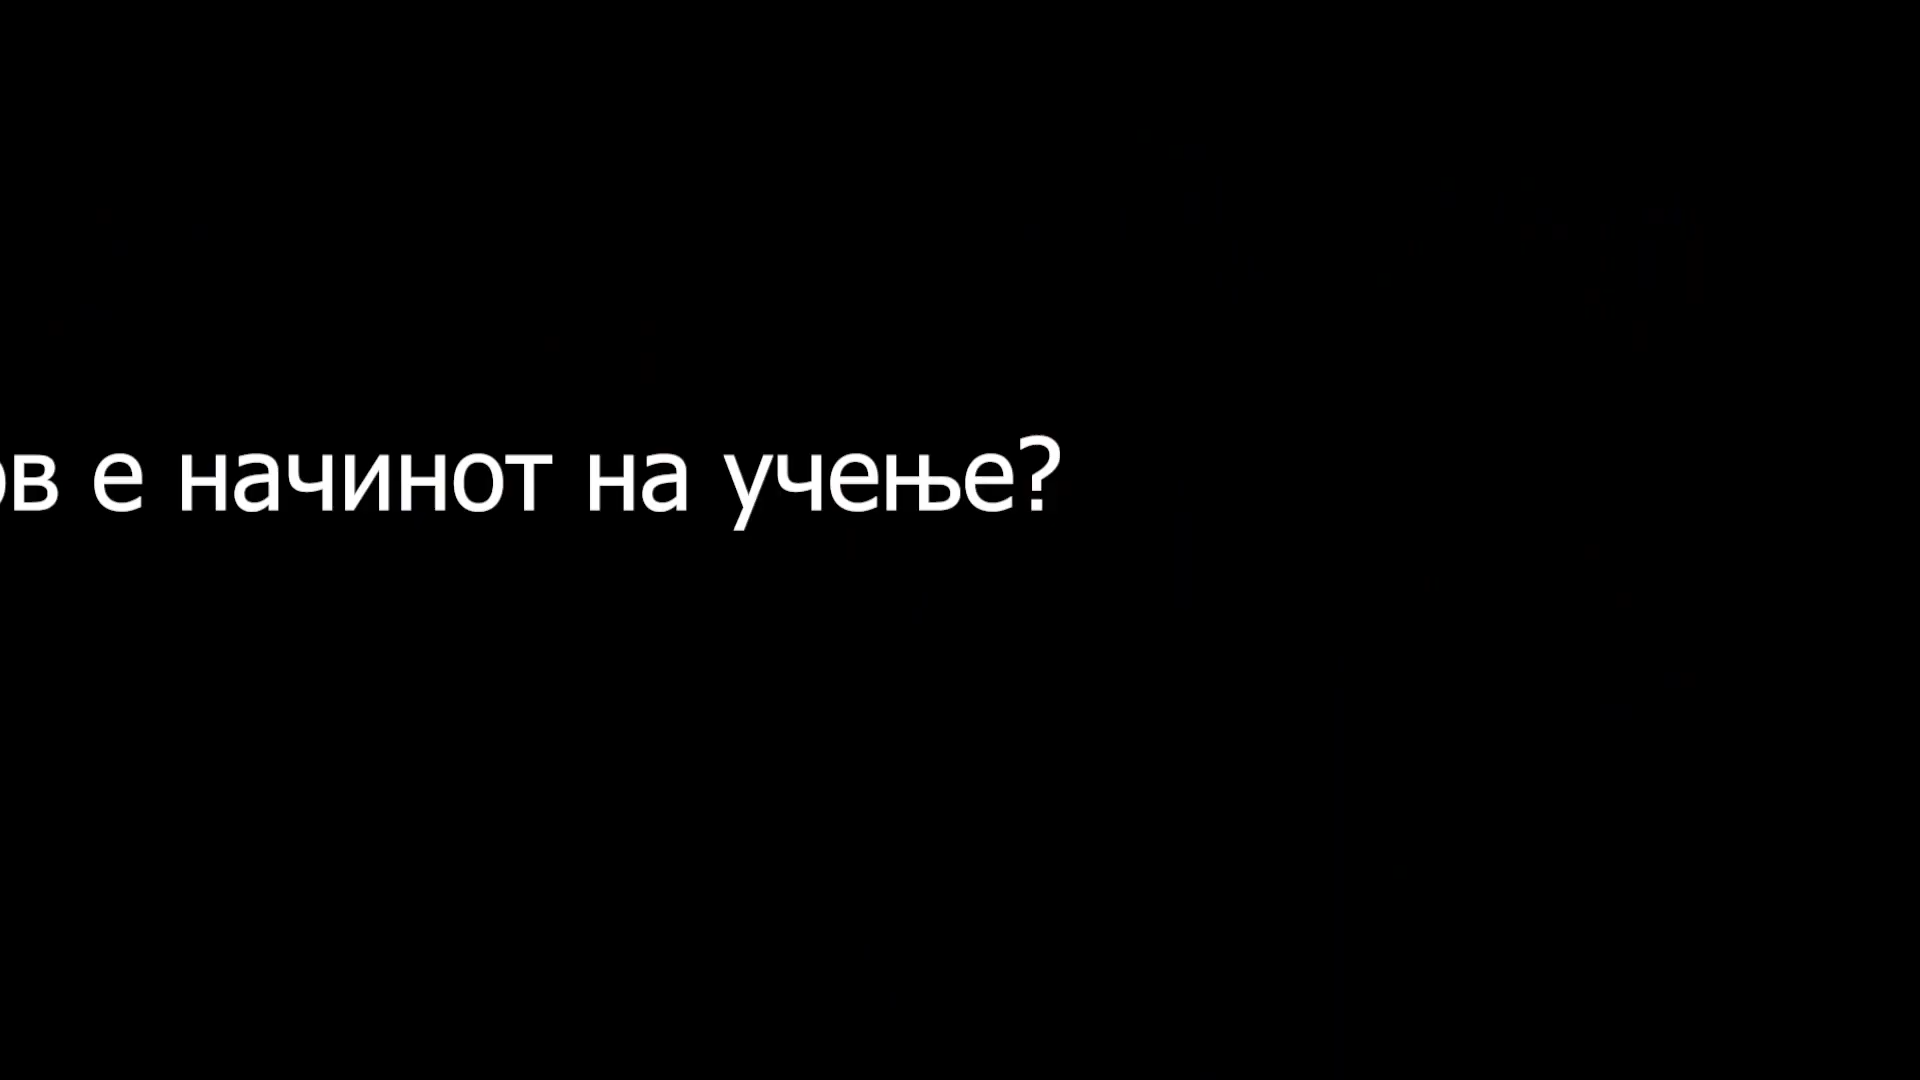 ов е начинот на учење?